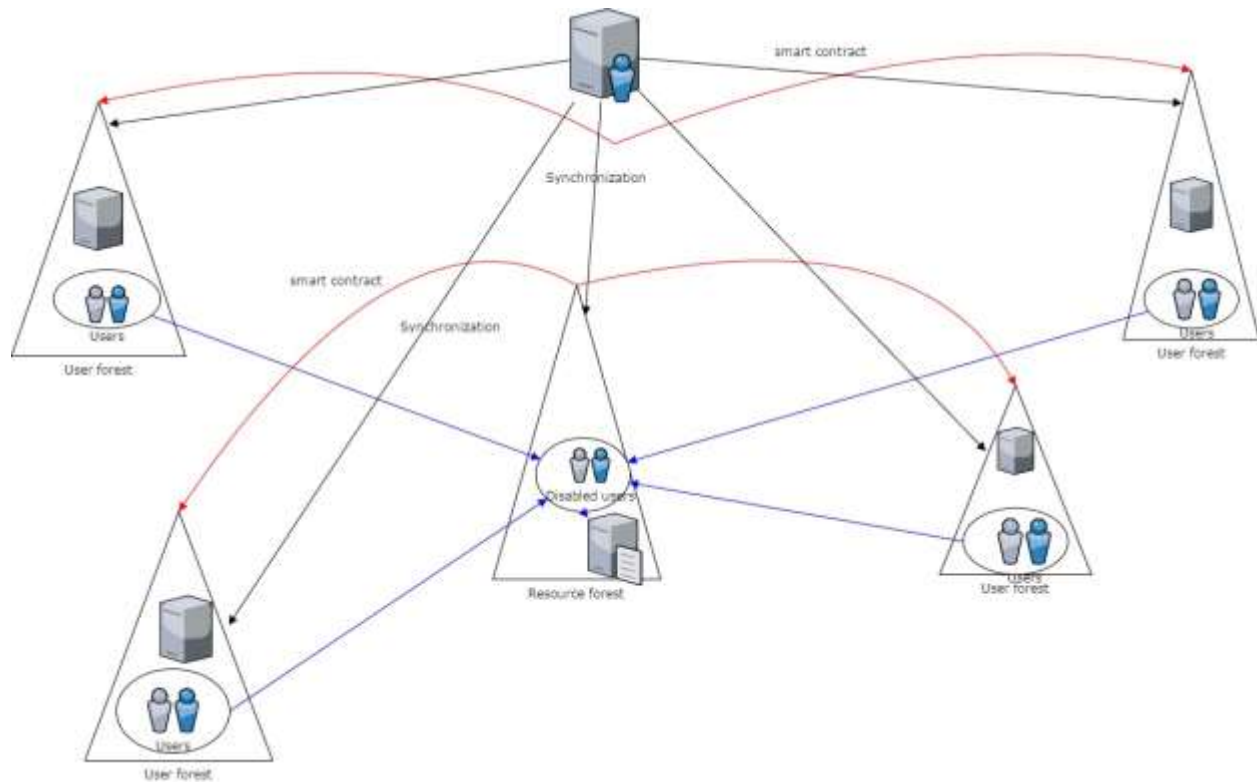 smart contract
Synchronization
smart contract
Synchronization
Users
User forest
Users
User forest
Disabled users
Resource forest
Users
User forest
Users
User forest